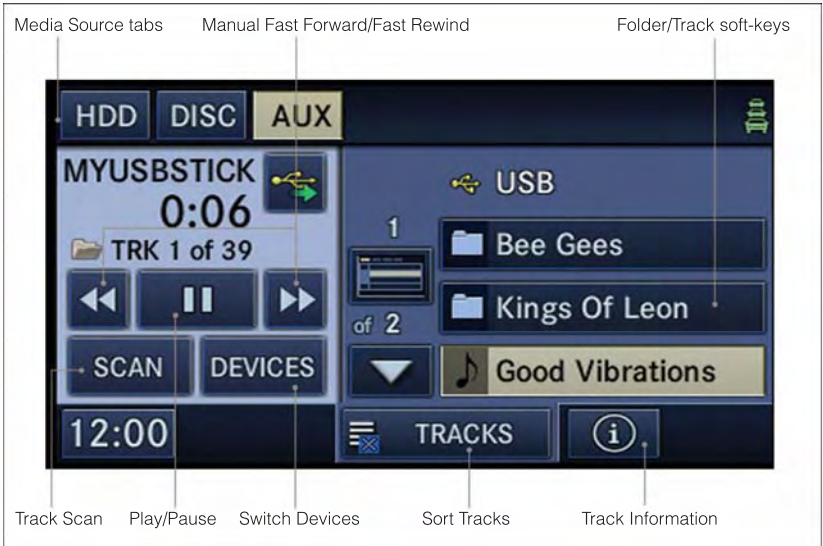 Media Source tabs
Manual Fast Forward/Fast Rewind
Folder/Track soft-keys
HDD
DISC
AUX
MYUSBSTICK
0:06
TRK 1 of 39
SCAN
DEVICES
12:00
USB
1
of 2
Bee Gees
Kings Of Leon
Good Vibrations
TRACKS
i
Track Scan
Play/Pause
Switch Devices
Sort Tracks
Track Information